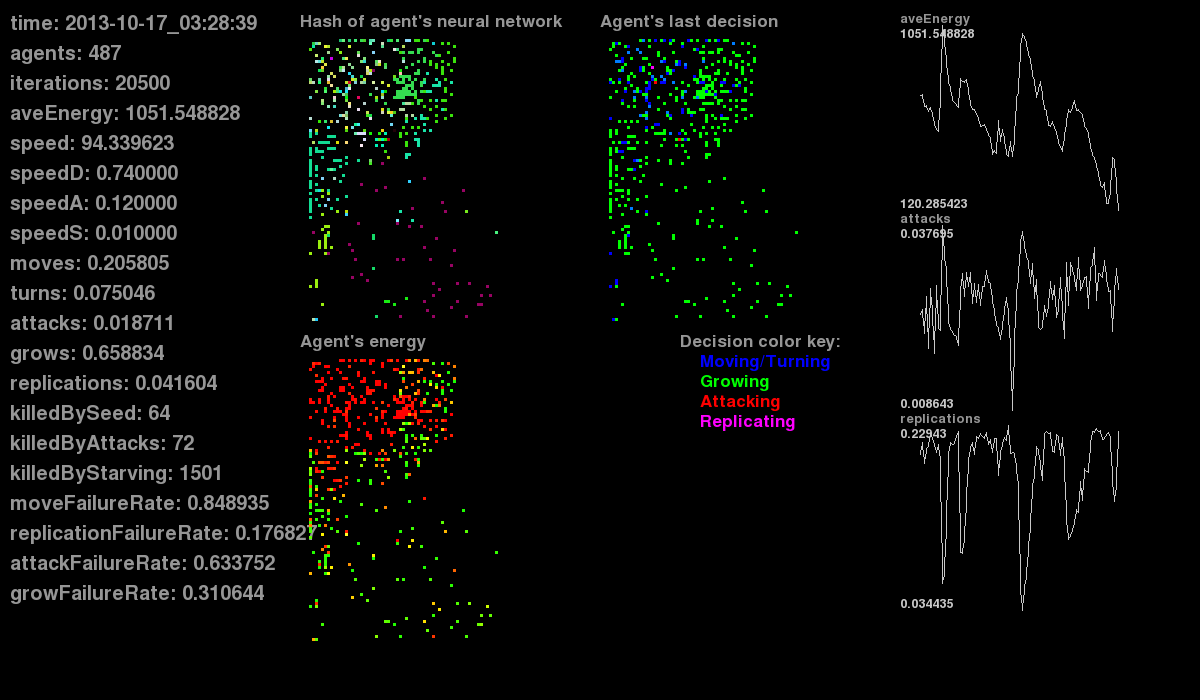 time: 2013-10-17_03:28:39
agents: 487
iterations: 20500
aveEnergy: 1051.548828
speed: 94.339623
speedD: 0.740000
speedA: 0.120000
speedS: 0.010000
moves: 0.205805
turns: 0.075046
attacks: 0.018711
grows: 0.658834
replications: 0.041604
killedBySeed: 64
killedByAttacks: 72
killedByStarving: 1501
moveFailureRate: 0.848935
replicationFailureRate: 0.176827
attackFailureRate: 0.633752
growFailureRate: 0.310644
Hash of agent's neural network
Agent's energy
Agent's last decision
Decision color key:
Moving/Turning
Growing
Attacking
Replicating
aveEnergy
1051.548828
120.285423
attacks
0.037695
0.008643
replications
0.22943
0.034435